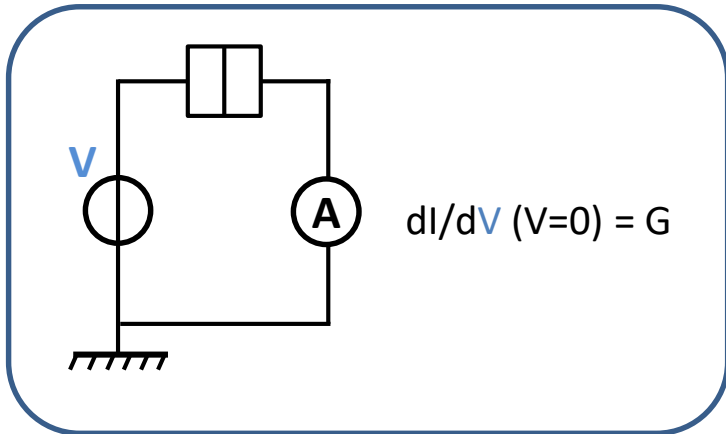 V
A
dI/dV (V=0) = G